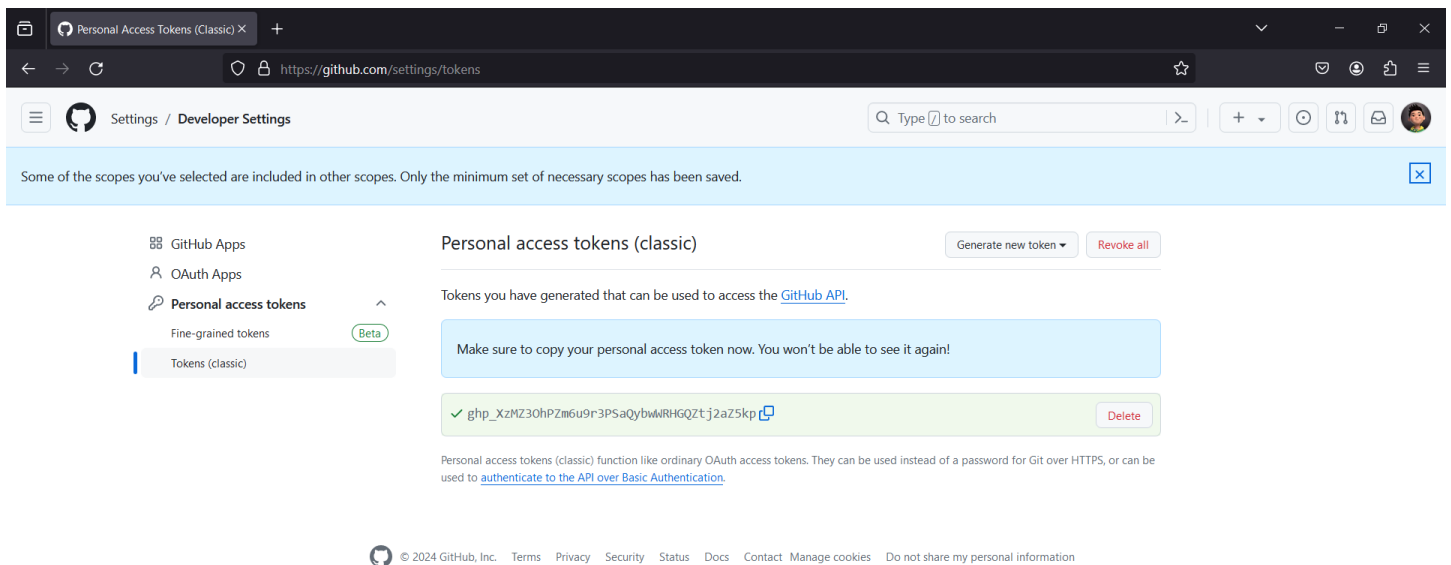 Personal Access Tokens (Classic)
https://github.com/settings/tokens
Settings / Developer Settings
Type / to search
Some of the scopes you've selected are included in other scopes. Only the minimum set of necessary scopes has been saved.
GitHub Apps
OAuth Apps
Personal access tokens
Fine-grained tokens Beta
Tokens (classic)
Personal access tokens (classic)
Generate new token
Revoke all
Tokens you have generated that can be used to access the GitHub API.
Make sure to copy your personal access token now. You won't be able to see it again!
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
Delete
Personal access tokens (classic) function like ordinary OAuth access tokens. They can be used instead of a password for Git over HTTPS, or can be
used to authenticate to the API over Basic Authentication.
© 2024 GitHub, Inc. Terms Privacy Security Status Docs Contact Manage cookies Do not share my personal information